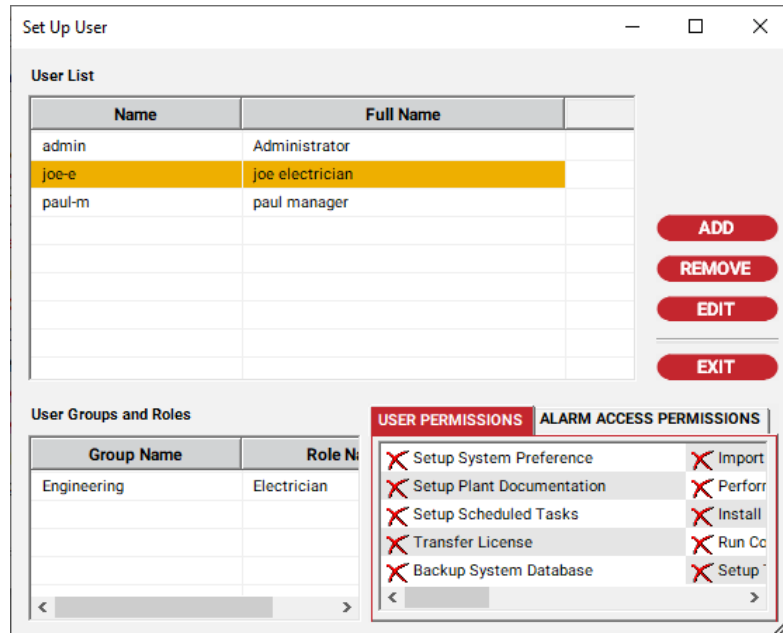 Set Up User
User List
Name Full Name
admin Administrator
joe-e joe electrician
paul-m paul manager
ADD
REMOVE
EDIT
EXIT
User Groups and Roles
Group Name Role
Engineering Electrician
USER PERMISSIONS ALARM ACCESS PERMISSIONS
Setup System Preference Import
Setup Plant Documentation
Setup Scheduled Tasks Install
Transfer License Run
Backup System Database Setup